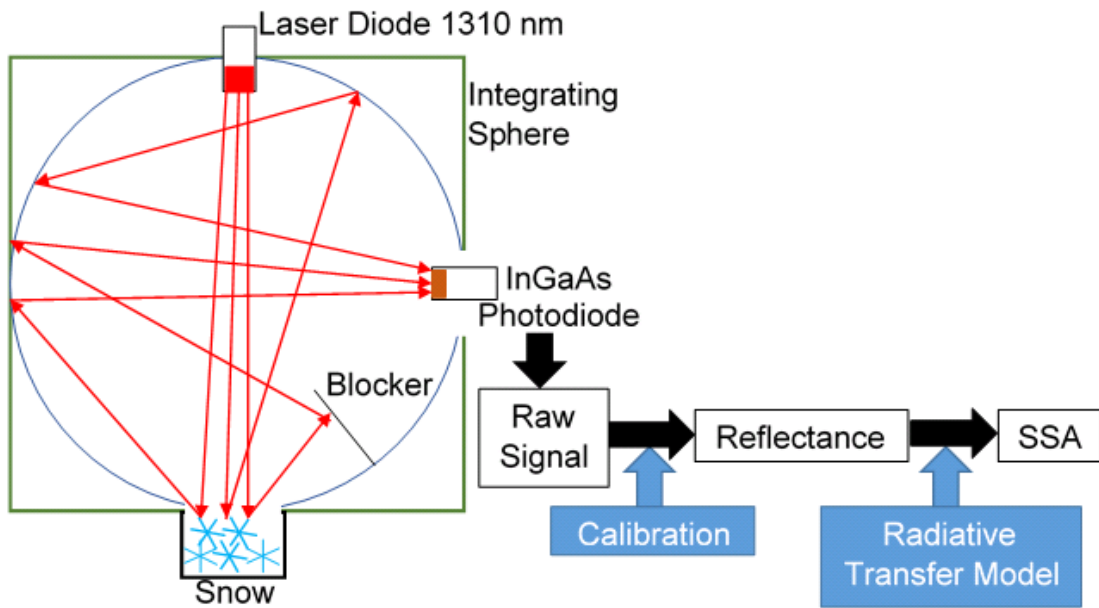 Laser Diode 1310 nm
Integrating
Sphere
InGaAs
Photodiode
Blocker
Snow
Raw
Signal
Reflectance
SSA
Calibration
Radiative
Transfer Model